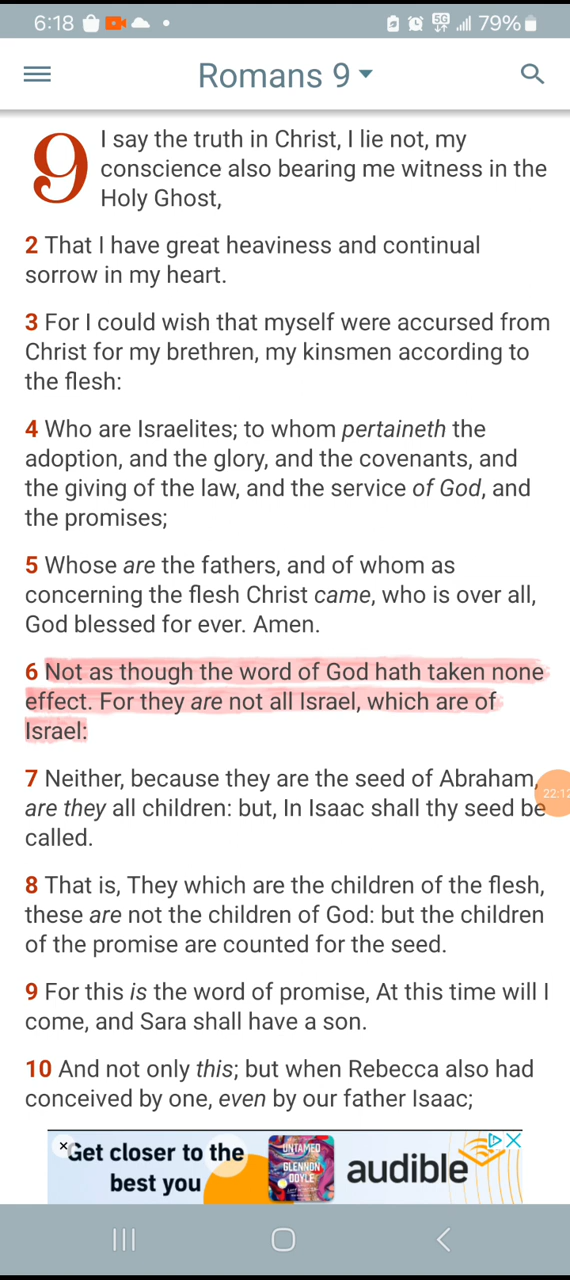 6:18
5G
79%
Romans 9
9 I say the truth in Christ, I lie not, my
conscience also bearing me witness in the
Holy Ghost,
2 That I have great heaviness and continual
sorrow in my heart.
3 For I could wish that myself were accursed from
Christ for my brethren, my kinsmen according to
the flesh:
4 Who are Israelites; to whom pertaineth the
adoption, and the glory, and the covenants, and
the giving of the law, and the service of God, and
the promises;
5 Whose are the fathers, and of whom as
concerning the flesh Christ came, who is over all,
God blessed for ever. Amen.
6 Not as though the word of God hath taken none
effect. For they are not all Israel, which are of
Israel:
7 Neither, because they are the seed of Abraham,
are they all children: but, In Isaac shall thy seed be
called.
22:12
8 That is, They which are the children of the flesh,
these are not the children of God: but the children
of the promise are counted for the seed.
9 For this is the word of promise, At this time will I
come, and Sara shall have a son.
10 And not only this; but when Rebecca also had
conceived by one, even by our father Isaac;
Get closer to the
best you
UNTAMED
GLENNON
DOYLE
audible